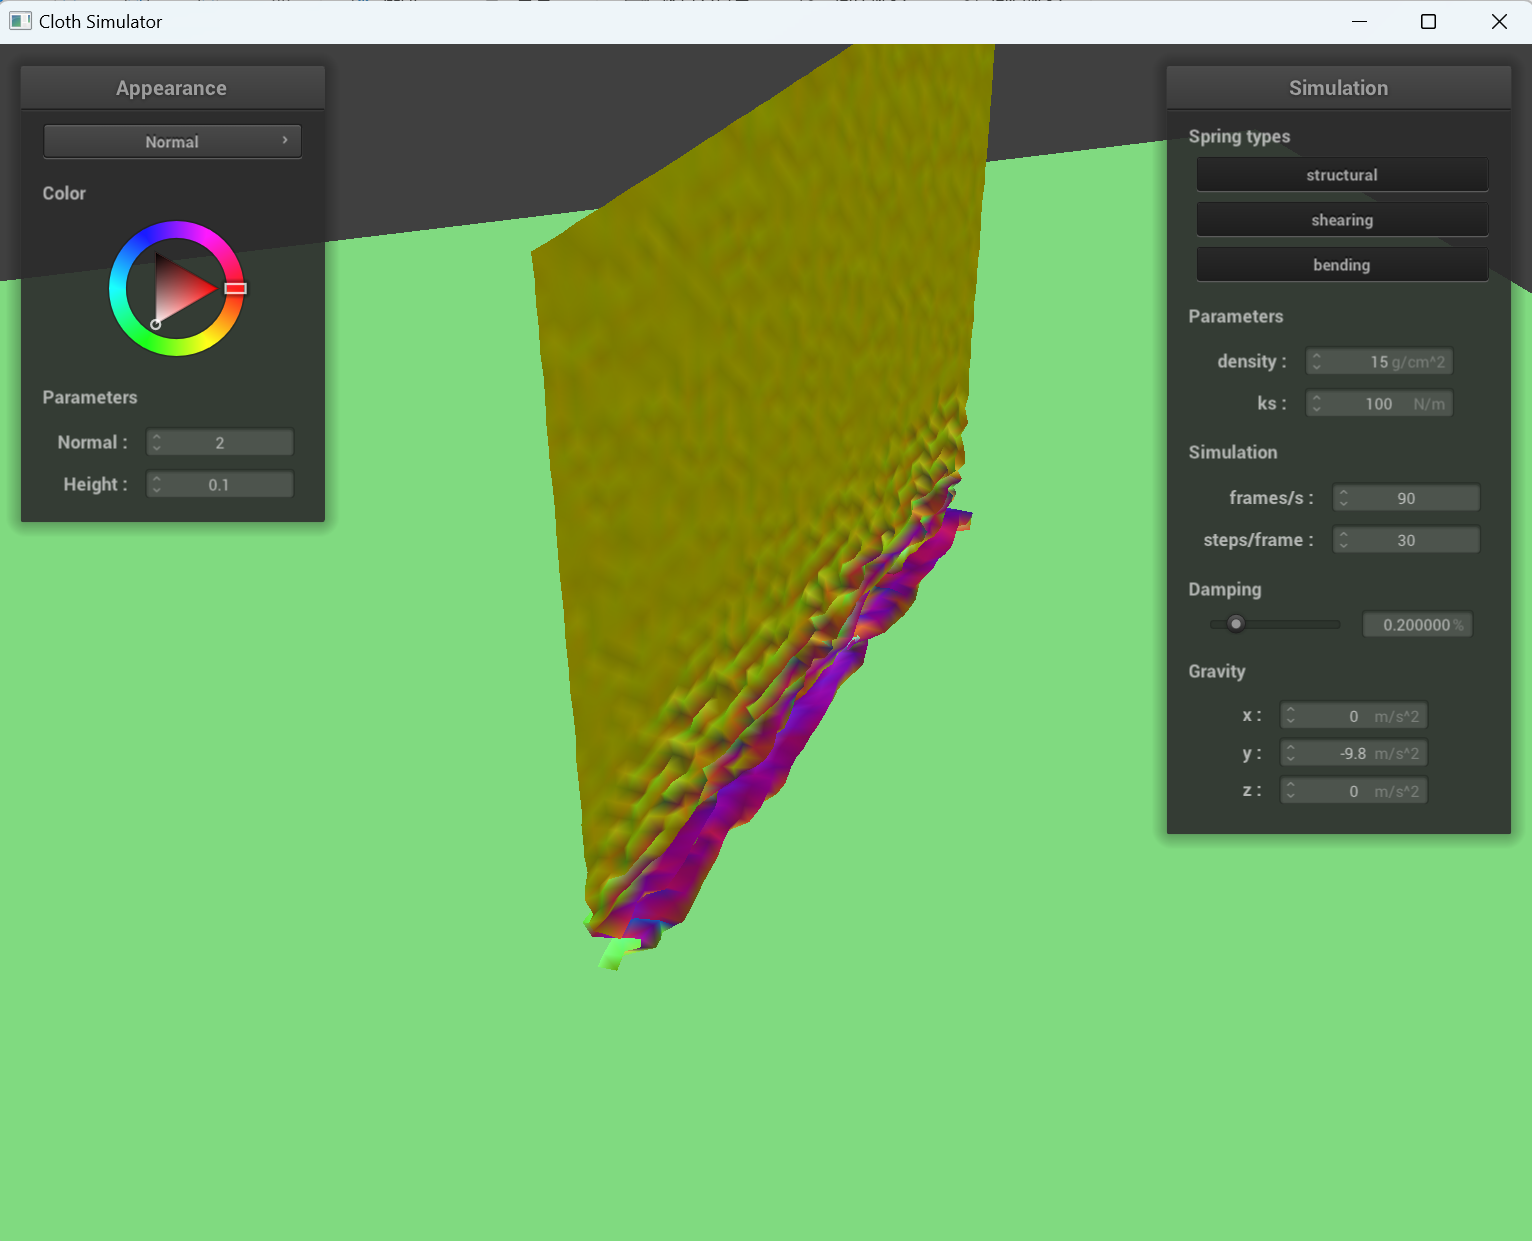 Cloth Simulator
Appearance
Normal
Color
Parameters
Normal : 2
Height : 0.1
Simulation
Spring types
structural
shearing
bending
Parameters
density : 15 g/cm^2
ks : 100 N/m
Simulation
frames/s : 90
steps/frame : 30
Damping
0.200000 %
Gravity
x : 0 m/s^2
y : -9.8 m/s^2
z : 0 m/s^2